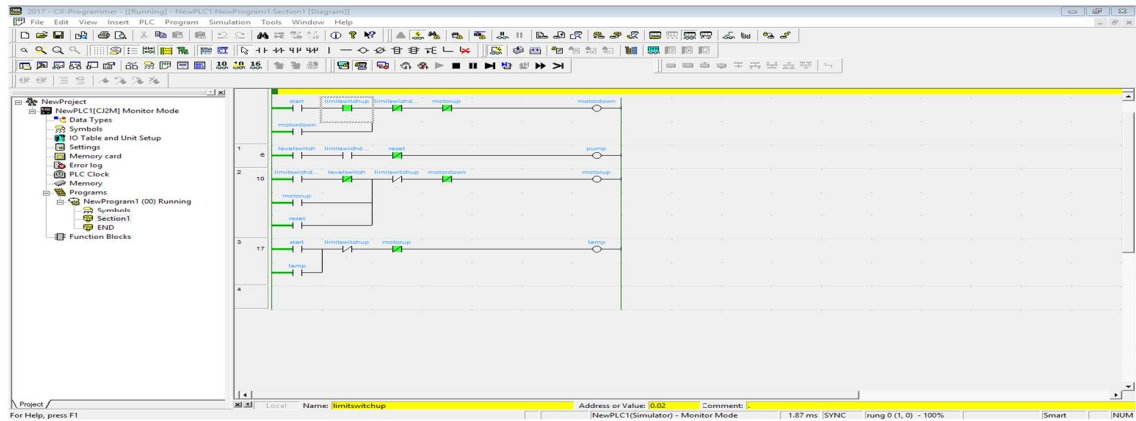 2017 - CX-Programmer - [[Running] - NewPLC1.NewProgram1.Section1 [Diagram]]
File Edit View Insert PLC Program Simulation Tools Window Help
NewProject
NewPLC1[CJ2M] Monitor Mode
Data Types
Symbols
IO Table and Unit Setup
Settings
Memory card
Error log
PLC Clock
Memory
Programs
NewProgram1 (00) Running
Symbols
Section1
END
Function Blocks
start limitswitchup limitswichd... motorup motordown
motordown
1 6 levelswitch limitswichd... reset pump
2 10 limitswichd... levelswitch limitswitchup motordown motorup
motorup
reset
3 17 start limitswitchup motorup lamp
lamp
4
Project
Local Name: limitswitchup Address or Value: 0.02 Comment: -
For Help, press F1 NewPLC1(Simulator) - Monitor Mode 1.87 ms SYNC rung 0 (1, 0) - 100% Smart NUM